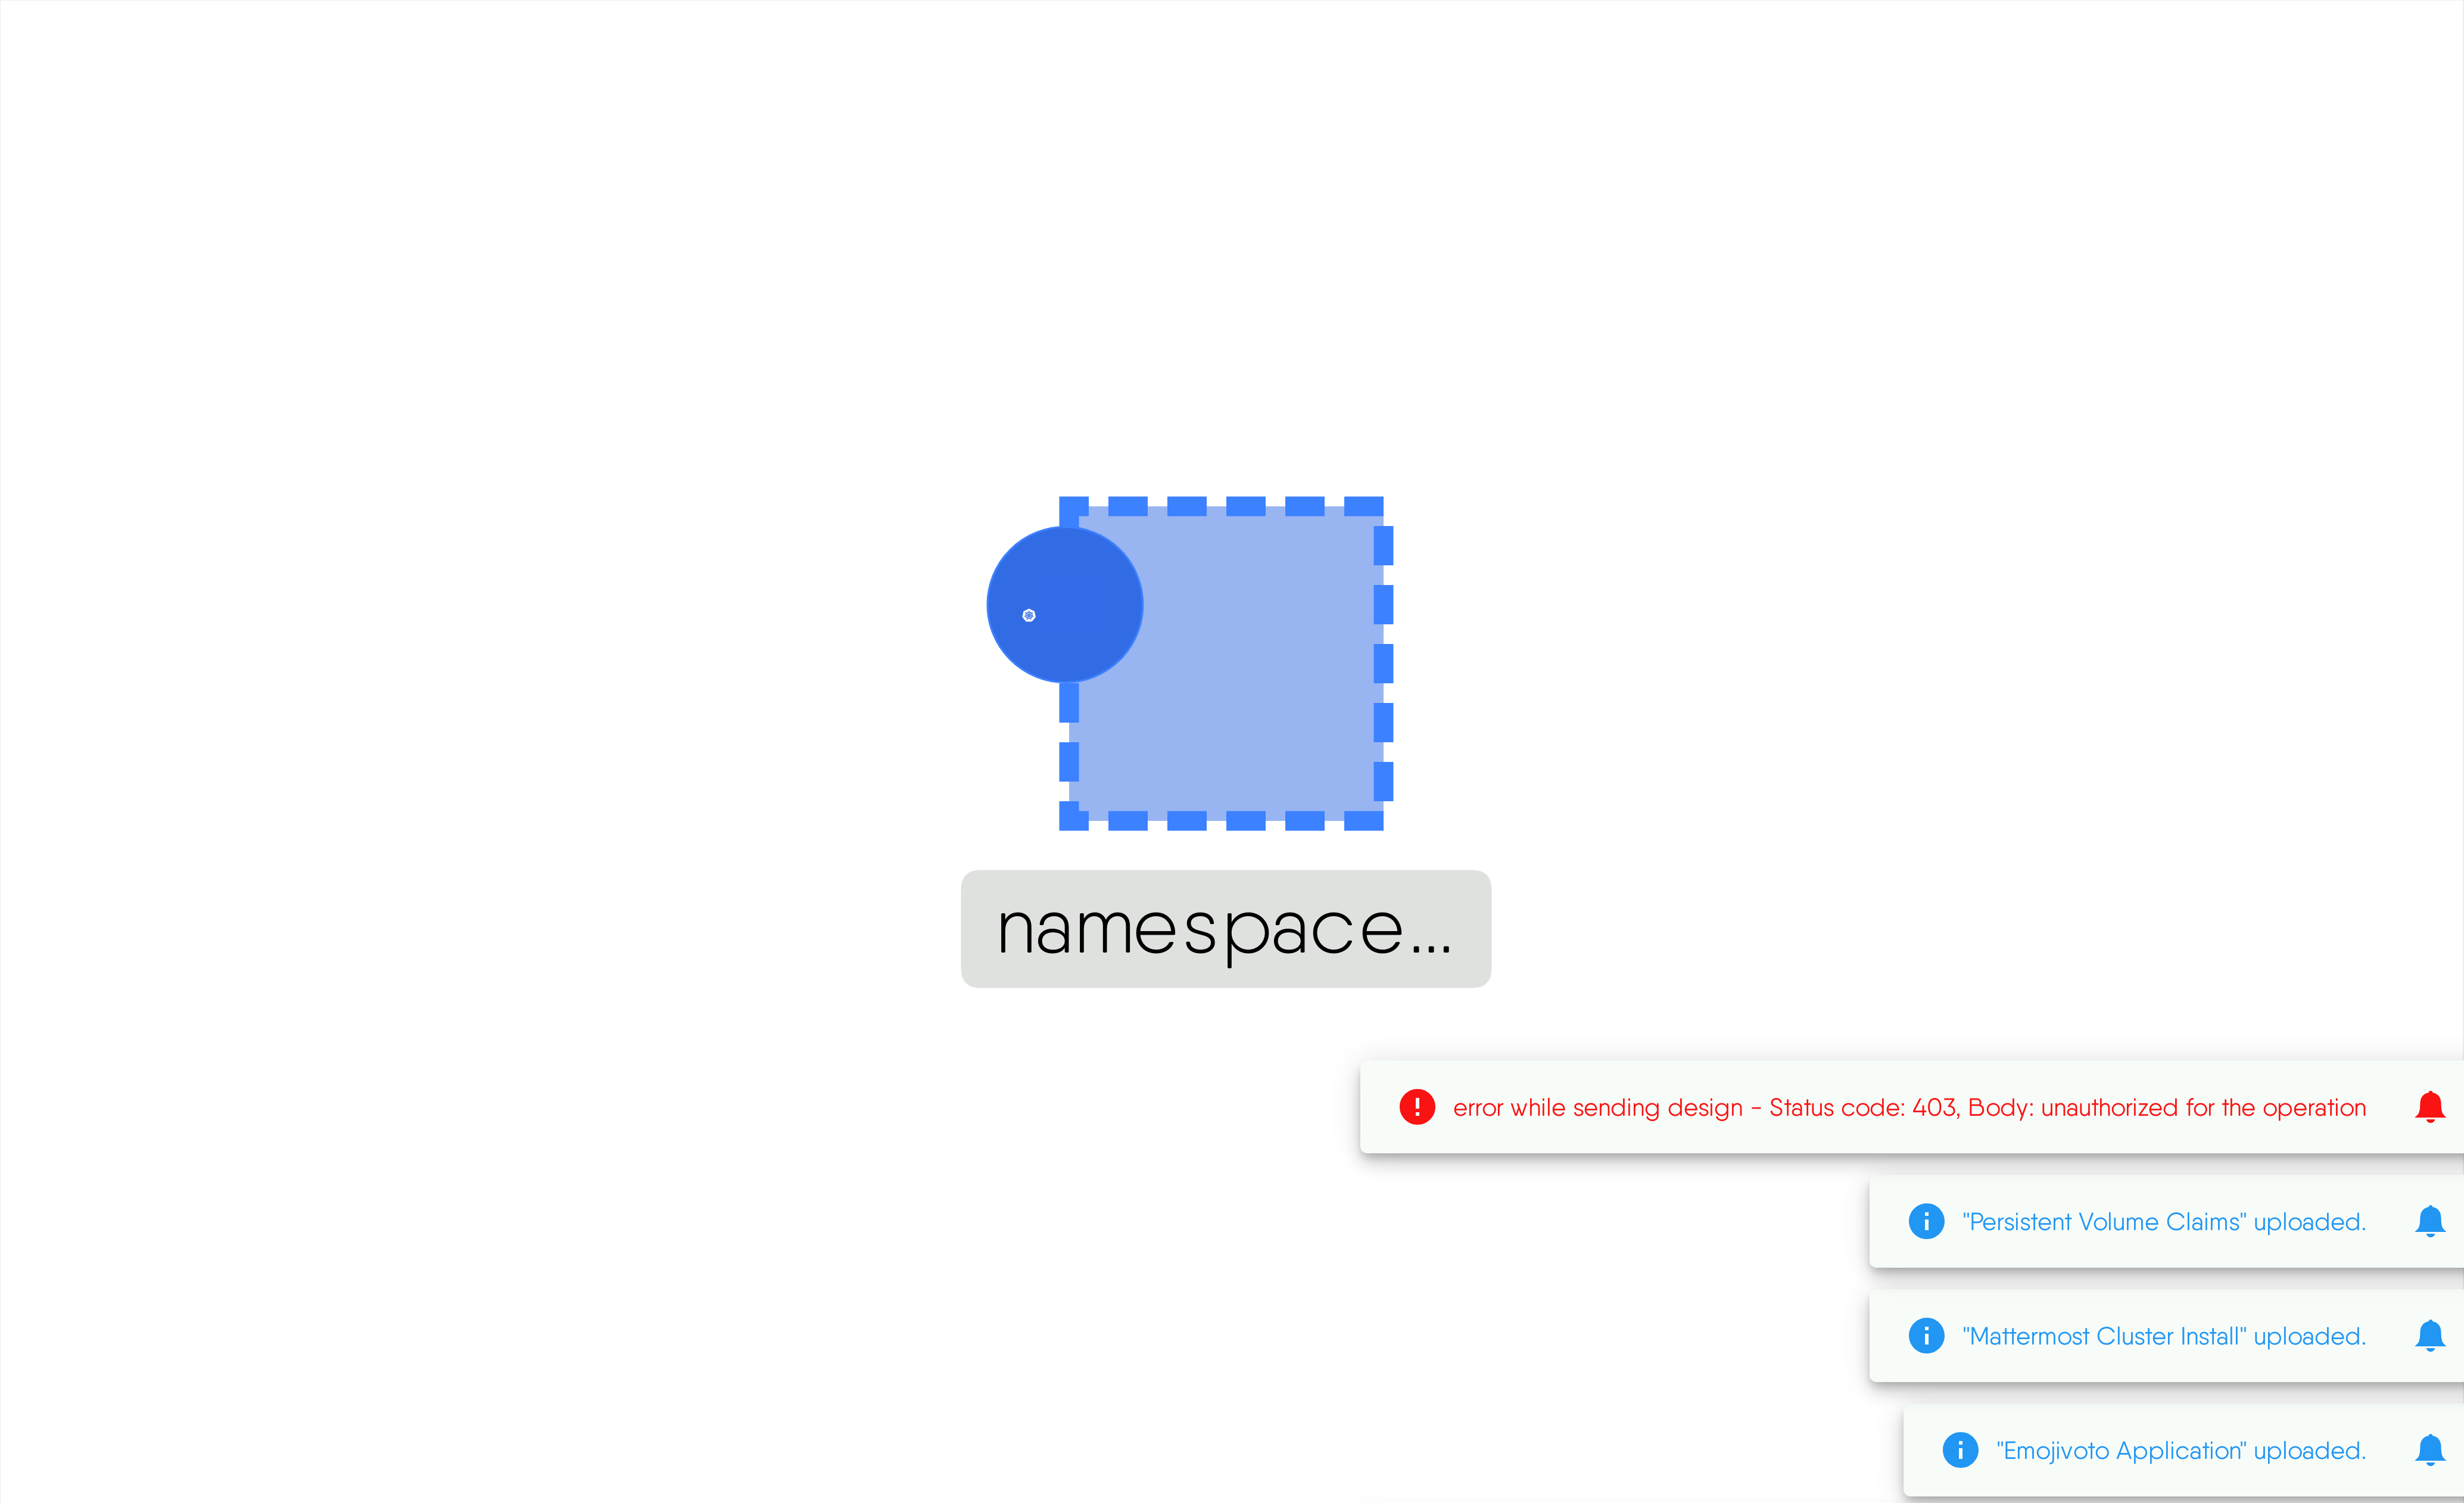 namespace...
error while sending design - Status code: 403, Body: unauthorized for the operation
"Persistent Volume Claims" uploaded.
"Mattermost Cluster Install" uploaded.
"Emojivoto Application" uploaded.